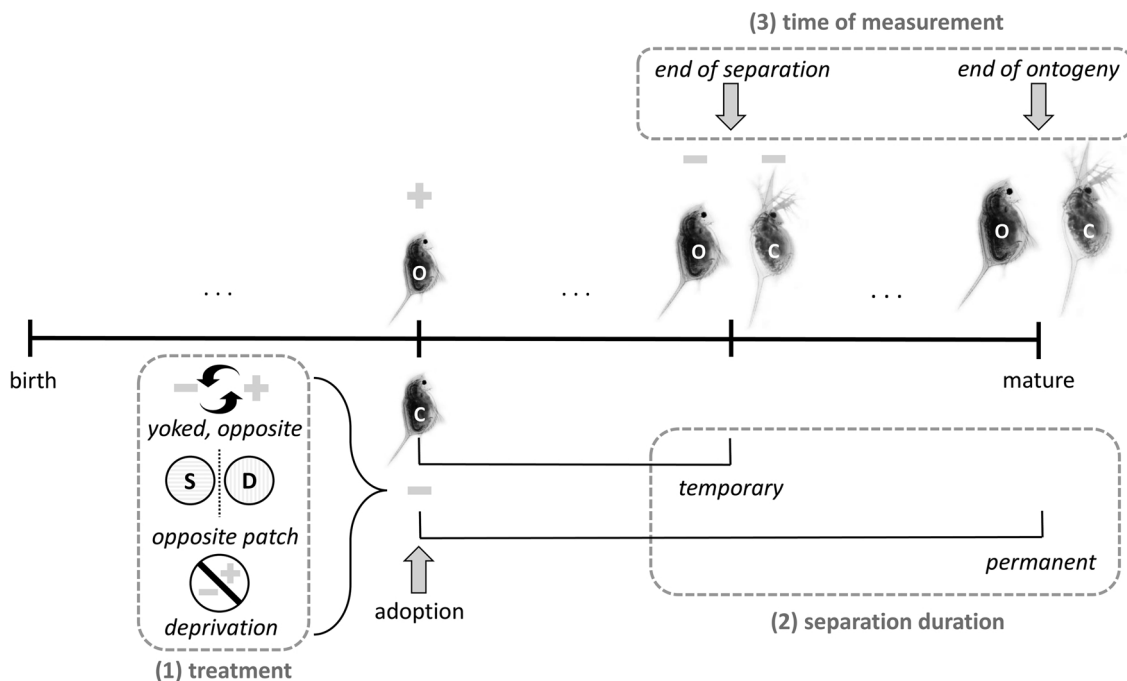 (3) time of measurement
end of separation end of ontogeny
− −
+
O C O C
O
... ... ...
birth mature
− +
yoked, opposite
C
S D
temporary
−
opposite patch
permanent
− +
adoption
deprivation
(2) separation duration
(1) treatment